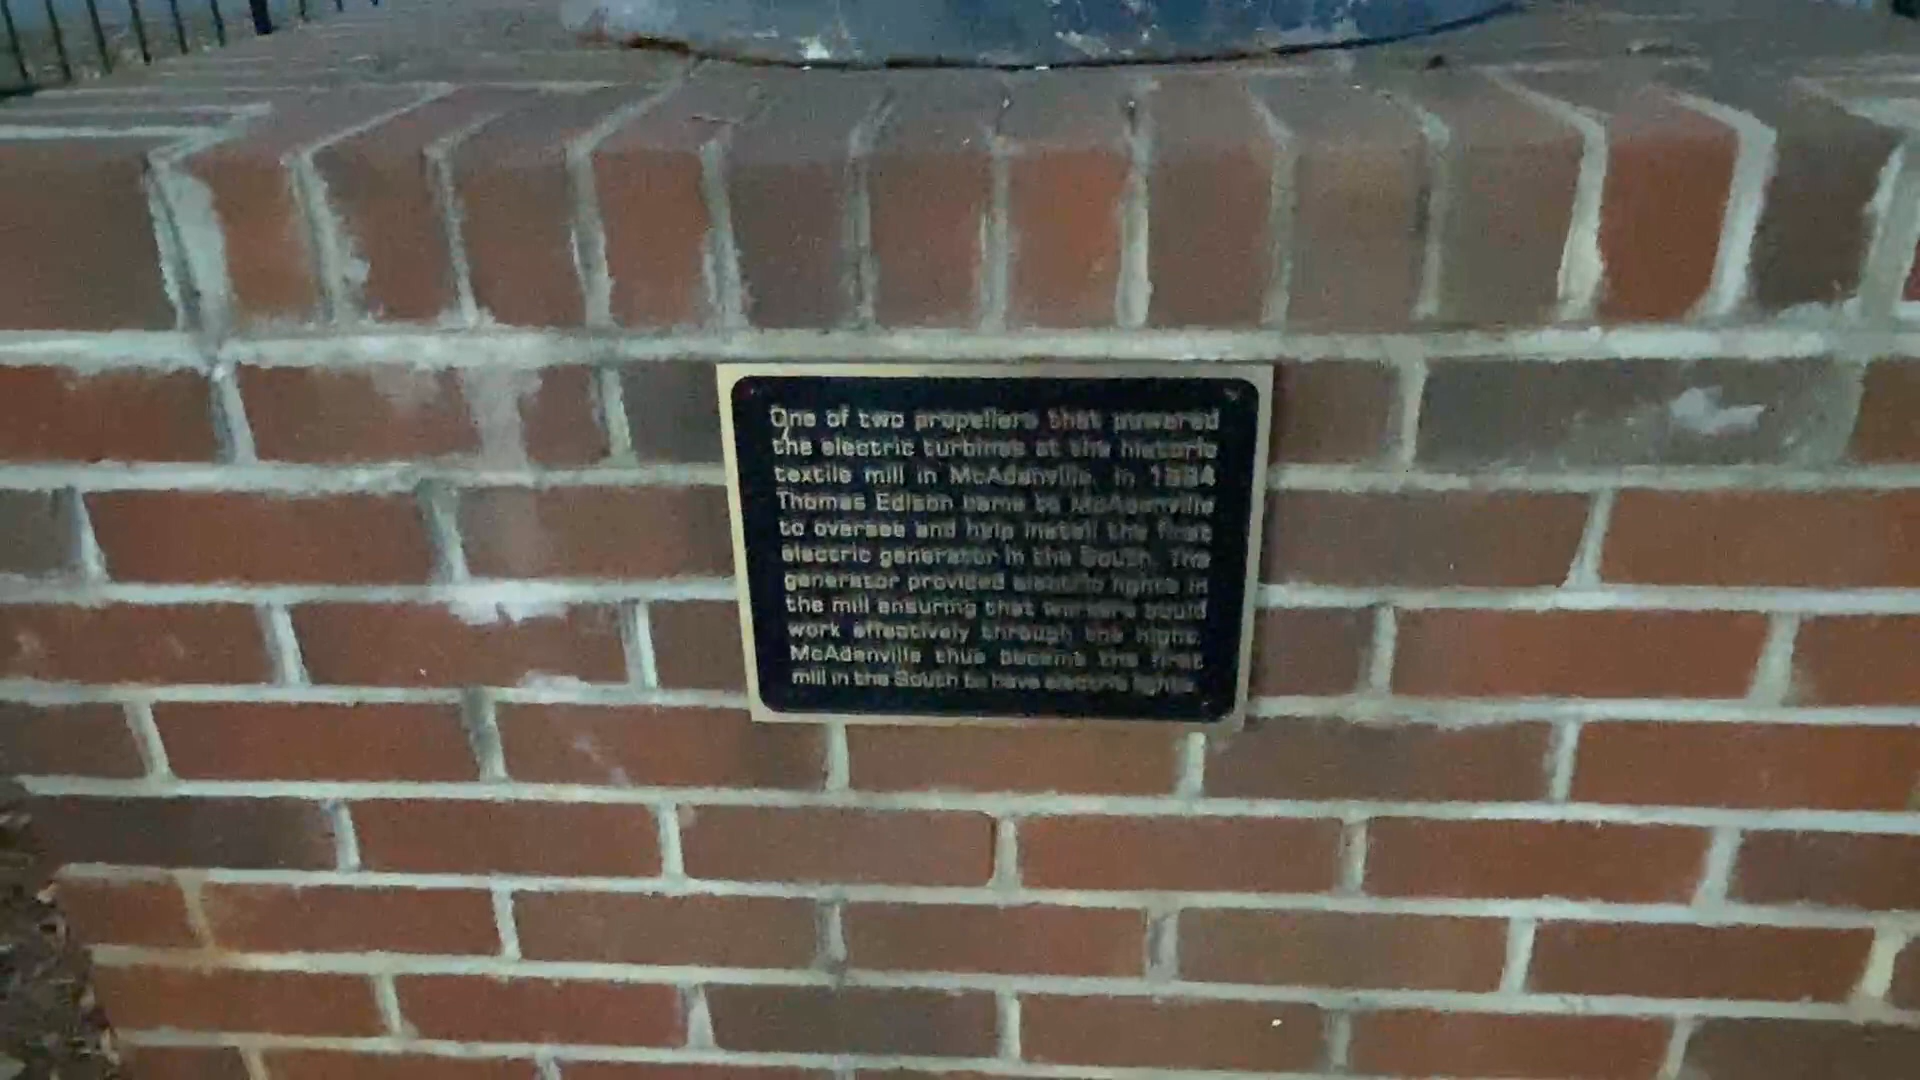 One of two propellers that powered
the electric turbines at the historic
textile mill in McAdenville. In 1884
Thomas Edison came to McAdenville
to oversee and help install the first
electric generator in the South. The
generator provided electric lights in
the mill ensuring that workers could
work effectively through the night.
McAdenville thus became the first
mill in the South to have electric lights.